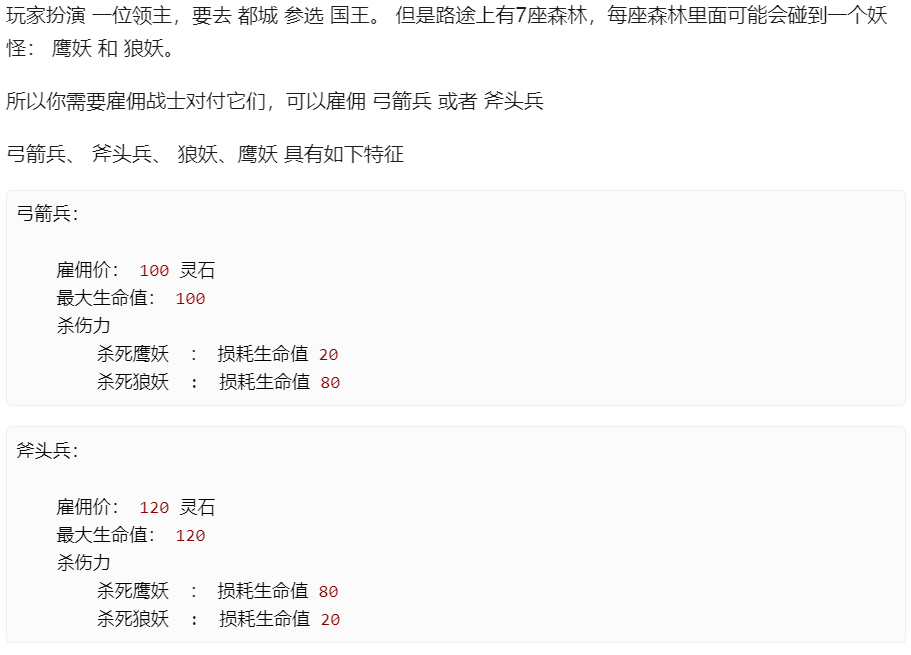 玩家扮演 一位领主，要去 都城 参选 国王。 但是路途上有7座森林，每座森林里面可能会碰到一个妖
怪： 鹰妖 和 狼妖。
所以你需要雇佣战士对付它们，可以雇佣 弓箭兵 或者 斧头兵
弓箭兵、 斧头兵、 狼妖、鹰妖 具有如下特征
弓箭兵：
雇佣价： 100 灵石
最大生命值： 100
杀伤力
杀死鹰妖 ： 损耗生命值 20
杀死狼妖 : 损耗生命值 80
斧头兵：
雇佣价： 120 灵石
最大生命值： 120
杀伤力
杀死鹰妖 ： 损耗生命值 80
杀死狼妖 : 损耗生命值 20